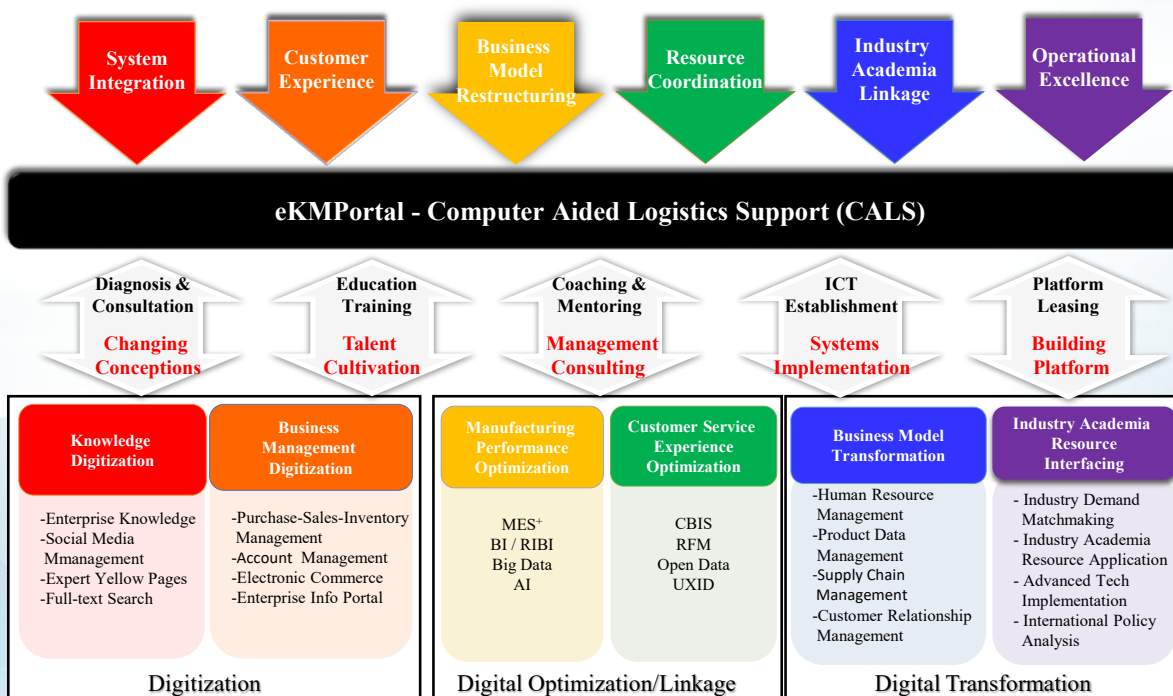 System
Integration
Customer
Experience
Business
Model
Restructuring
Resource
Coordination
Industry
Academia
Linkage
Operational
Excellence
eKMPortal - Computer Aided Logistics Support (CALS)
Diagnosis &
Consultation
Changing
Conceptions
Education
Training
Talent
Cultivation
Coaching &
Mentoring
Management
Consulting
ICT
Establishment
Systems
Implementation
Platform
Leasing
Building
Platform
Knowledge
Digitization
-Enterprise Knowledge
-Social Media
Mmanagement
-Expert Yellow Pages
-Full-text Search
Business
Management
Digitization
-Purchase-Sales-Inventory
Management
-Account Management
-Electronic Commerce
-Enterprise Info Portal
Digitization
Manufacturing
Performance
Optimization
MES+
BI / RIBI
Big Data
AI
Customer Service
Experience
Optimization
CBIS
RFM
Open Data
UXID
Digital Optimization/Linkage
Business Model
Transformation
-Human Resource
Management
-Product Data
Management
-Supply Chain
Management
-Customer Relationship
Management
Industry Academia
Resource
Interfacing
- Industry Demand
Matchmaking
- Industry Academia
Resource Application
- Advanced Tech
Implementation
- International Policy
Analysis
Digital Transformation